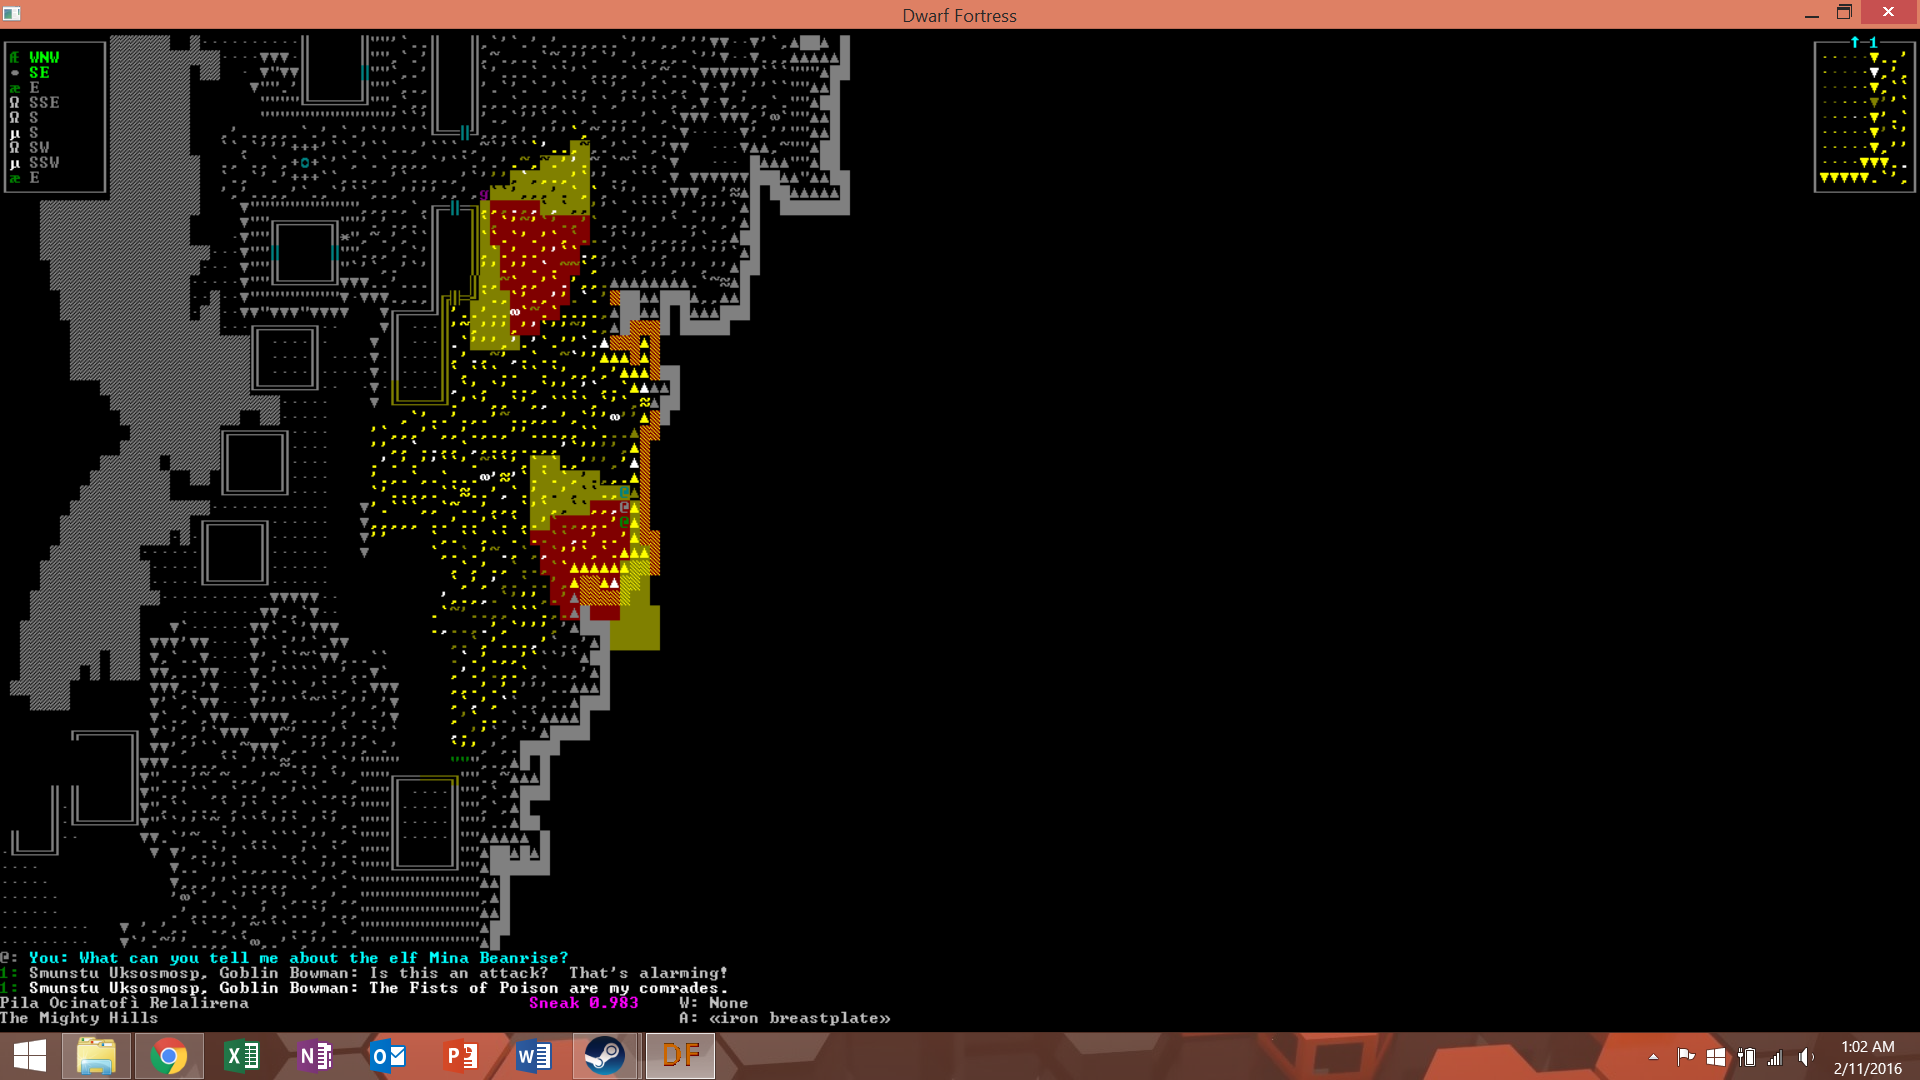 Dwarf Fortress
WNW
SE
E
SSE
S
S
SW
SSW
E
1
@: You: What can you tell me about the elf Mina Beanrise?
1: Smunstu Uksosmosp, Goblin Bowman: Is this an attack?  That's alarming!
1: Smunstu Uksosmosp, Goblin Bowman: The Fists of Poison are my comrades.
Pila Ocinatofì Relalirena
Sneak 0.983
W: None
The Mighty Hills
A: «iron breastplate»
DF
1:02 AM
2/11/2016